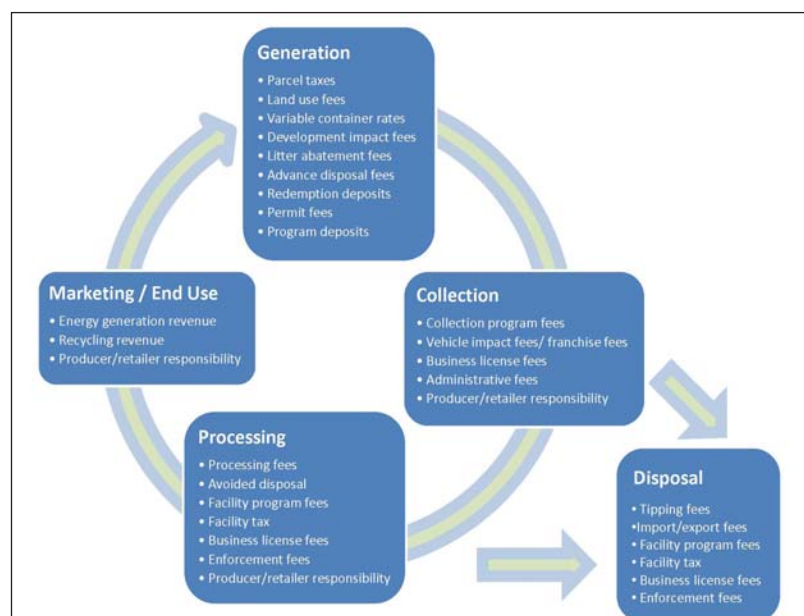 Generation
• Parcel taxes
• Land use fees
• Variable container rates
• Development impact fees
• Litter abatement fees
• Advance disposal fees
• Redemption deposits
• Permit fees
• Program deposits
Collection
• Collection program fees
• Vehicle impact fees/ franchise fees
• Business license fees
• Administrative fees
• Producer/retailer responsibility
Disposal
• Tipping fees
•Import/export fees
• Facility program fees
• Facility tax
• Business license fees
• Enforcement fees
Processing
• Processing fees
• Avoided disposal
• Facility program fees
• Facility tax
• Business license fees
• Enforcement fees
• Producer/retailer responsibility
Marketing / End Use
• Energy generation revenue
• Recycling revenue
• Producer/retailer responsibility